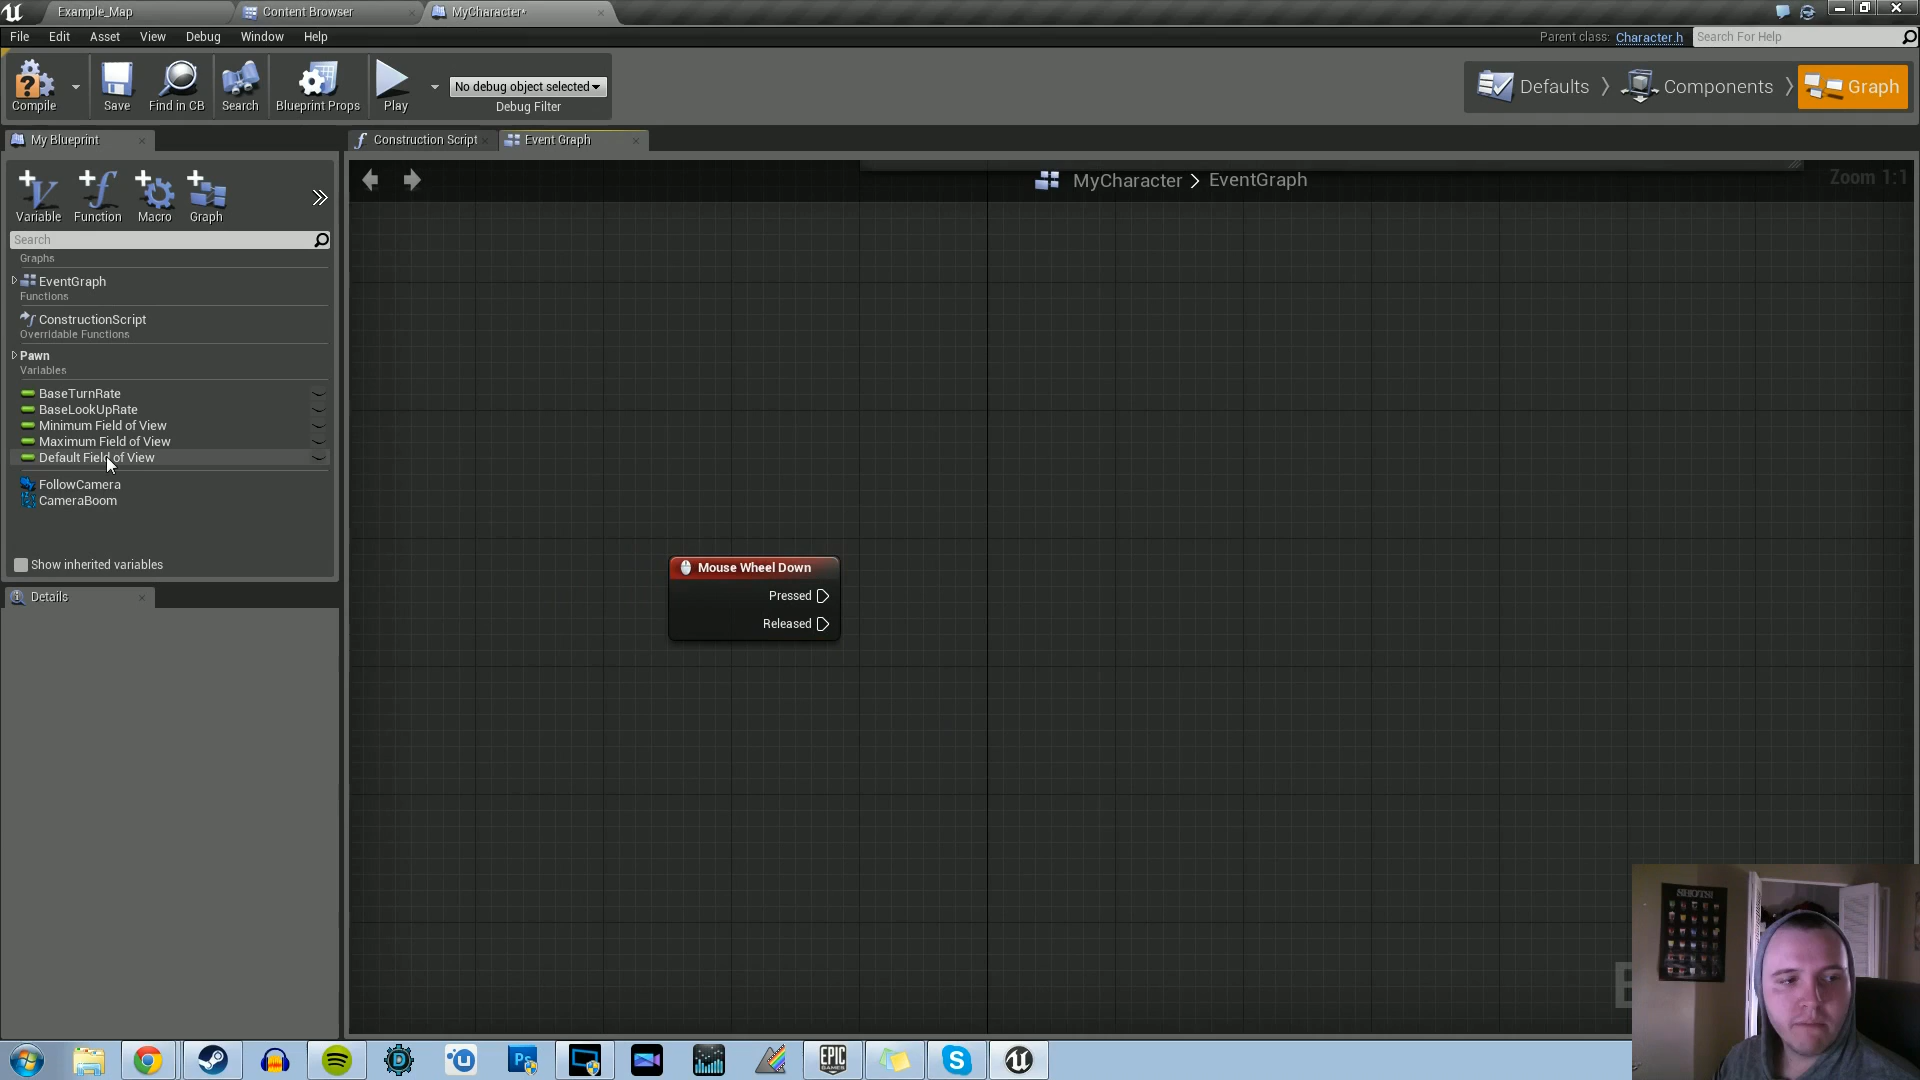 Example_Map
Content Browser
MyCharacter*
File Edit Asset View Debug Window Help
Parent class: Character.h
Search For Help
Compile
Save
Find in CB
Search
Blueprint Props
Play
No debug object selected
Debug Filter
Defaults
Components
Graph
My Blueprint
Construction Script
Event Graph
Variable
Function
Macro
Graph
MyCharacter > EventGraph
Zoom 1:1
Search
Graphs
EventGraph
Functions
ConstructionScript
Overridable Functions
Pawn
Variables
BaseTurnRate
BaseLookUpRate
Minimum Field of View
Maximum Field of View
Default Field of View
FollowCamera
CameraBoom
Show inherited variables
Details
Mouse Wheel Down
Pressed
Released
SHOTS!
Ps
EPIC
GAMES